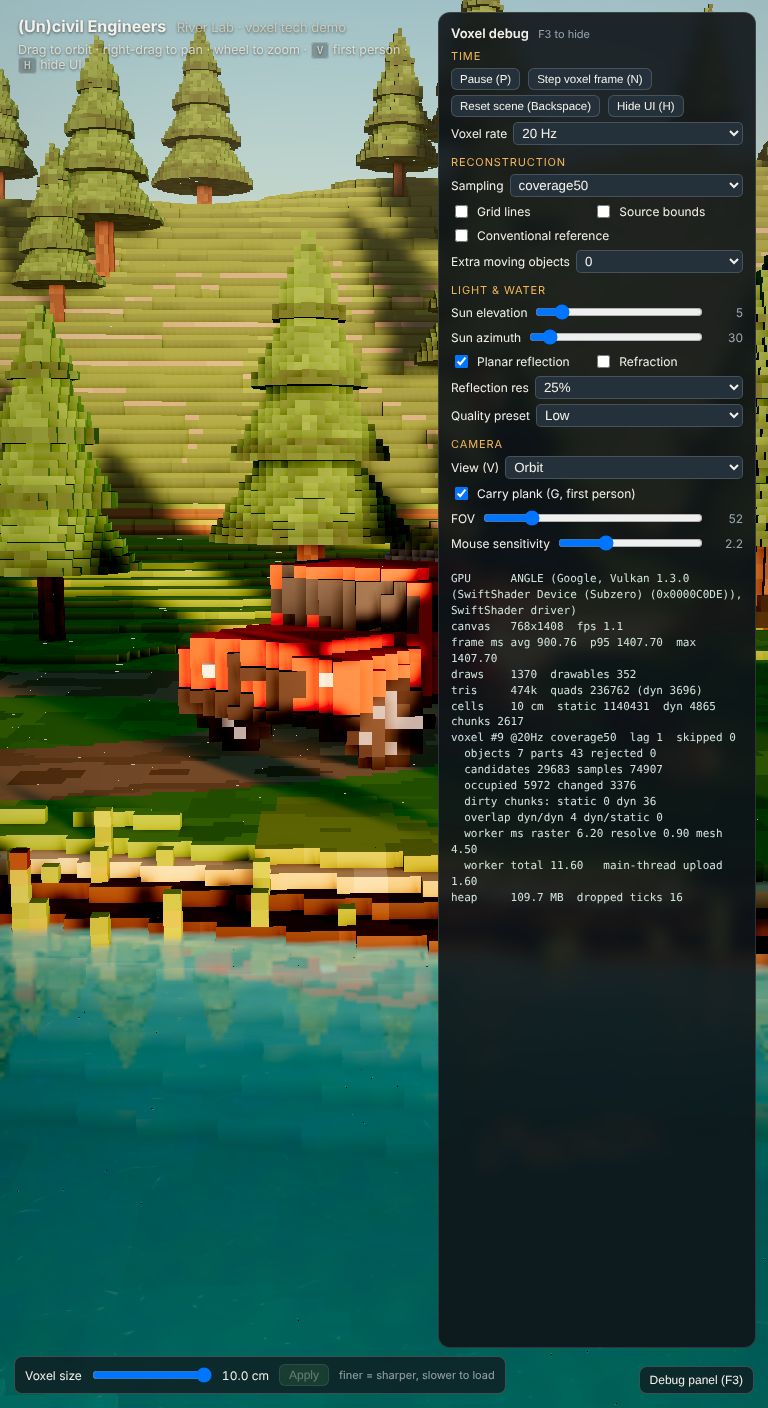 (Un)civil Engineers River Lab · voxel tech demo
Drag to orbit · right-drag to pan · wheel to zoom · V first person ·
H hide UI
Voxel debug F3 to hide
TIME
Pause (P) Step voxel frame (N)
Reset scene (Backspace) Hide UI (H)
Voxel rate 20 Hz
RECONSTRUCTION
Sampling coverage50
Grid lines Source bounds
Conventional reference
Extra moving objects 0
LIGHT & WATER
Sun elevation 5
Sun azimuth 30
Planar reflection Refraction
Reflection res 25%
Quality preset Low
CAMERA
View (V) Orbit
Carry plank (G, first person)
FOV 52
Mouse sensitivity 2.2
GPU ANGLE (Google, Vulkan 1.3.0
(SwiftShader Device (Subzero) (0x0000C0DE)),
SwiftShader driver)
canvas 768x1408 fps 1.1
frame ms avg 900.76 p95 1407.70 max
1407.70
draws 1370 drawables 352
tris 474k quads 236762 (dyn 3696)
cells 10 cm static 1140431 dyn 4865
chunks 2617
voxel #9 @20Hz coverage50 lag 1 skipped 0
objects 7 parts 43 rejected 0
candidates 29683 samples 74907
occupied 5972 changed 3376
dirty chunks: static 0 dyn 36
overlap dyn/dyn 4 dyn/static 0
worker ms raster 6.20 resolve 0.90 mesh
4.50
worker total 11.60 main-thread upload
1.60
heap 109.7 MB dropped ticks 16
Voxel size 10.0 cm Apply finer = sharper, slower to load
Debug panel (F3)